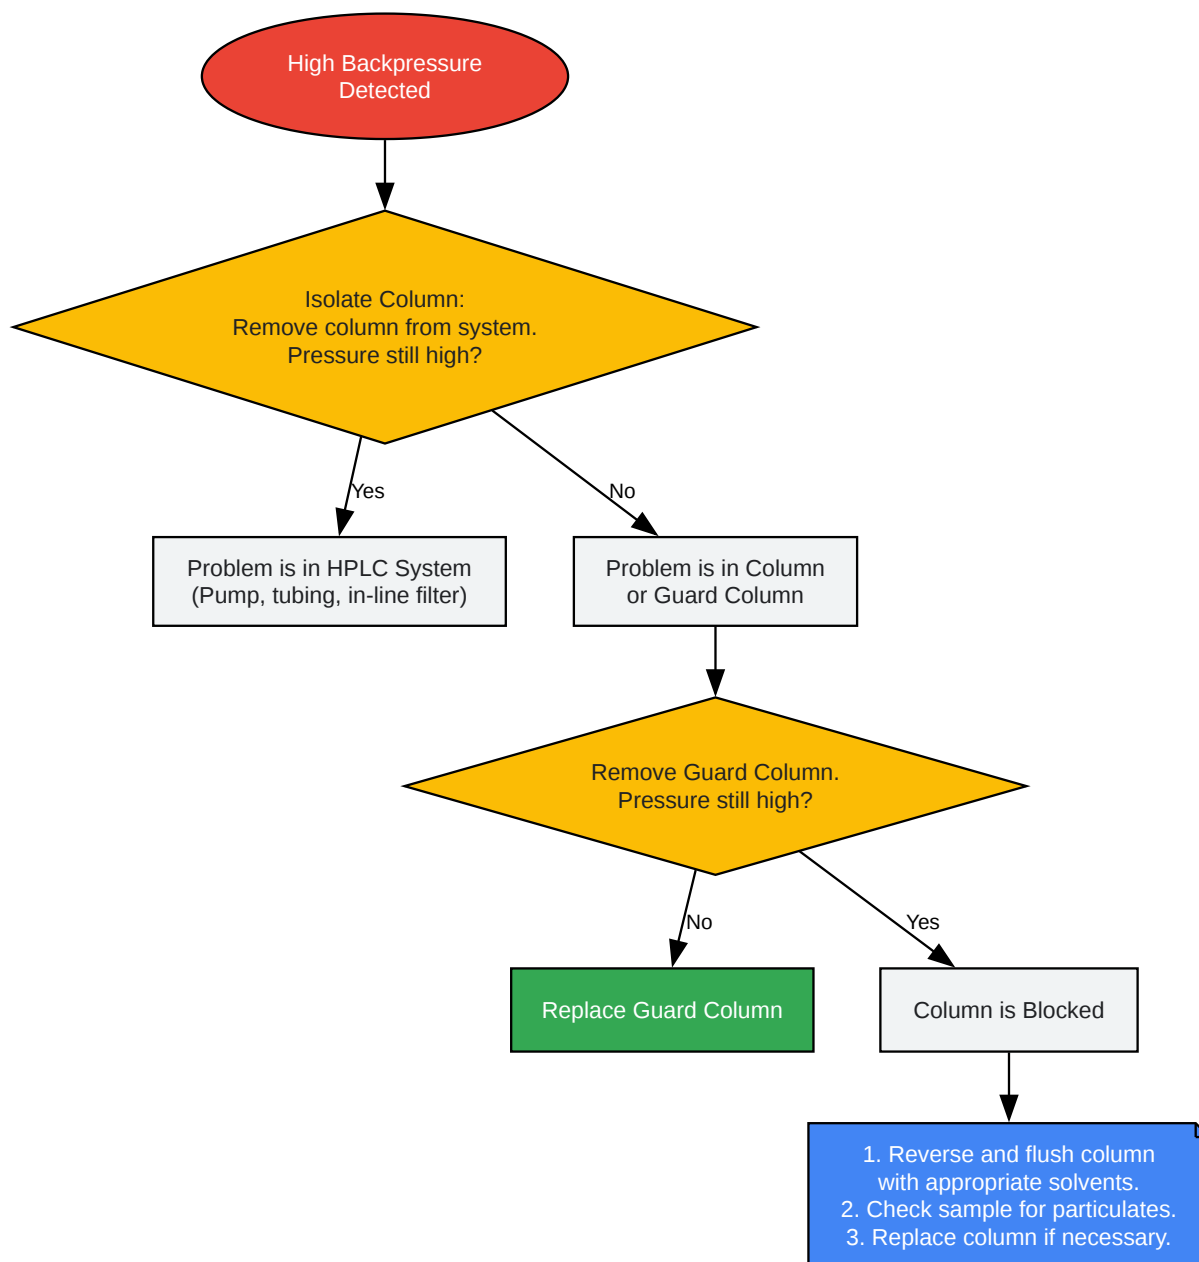 High Backpressure
Detected
Isolate Column:
Remove column from system.
Pressure still high?
Yes
No
Problem is in HPLC System
(Pump, tubing, in-line filter)
Problem is in Column
or Guard Column
Remove Guard Column.
Pressure still high?
No
Yes
Replace Guard Column
Column is Blocked
1. Reverse and flush column
with appropriate solvents.
2. Check sample for particulates.
3. Replace column if necessary.